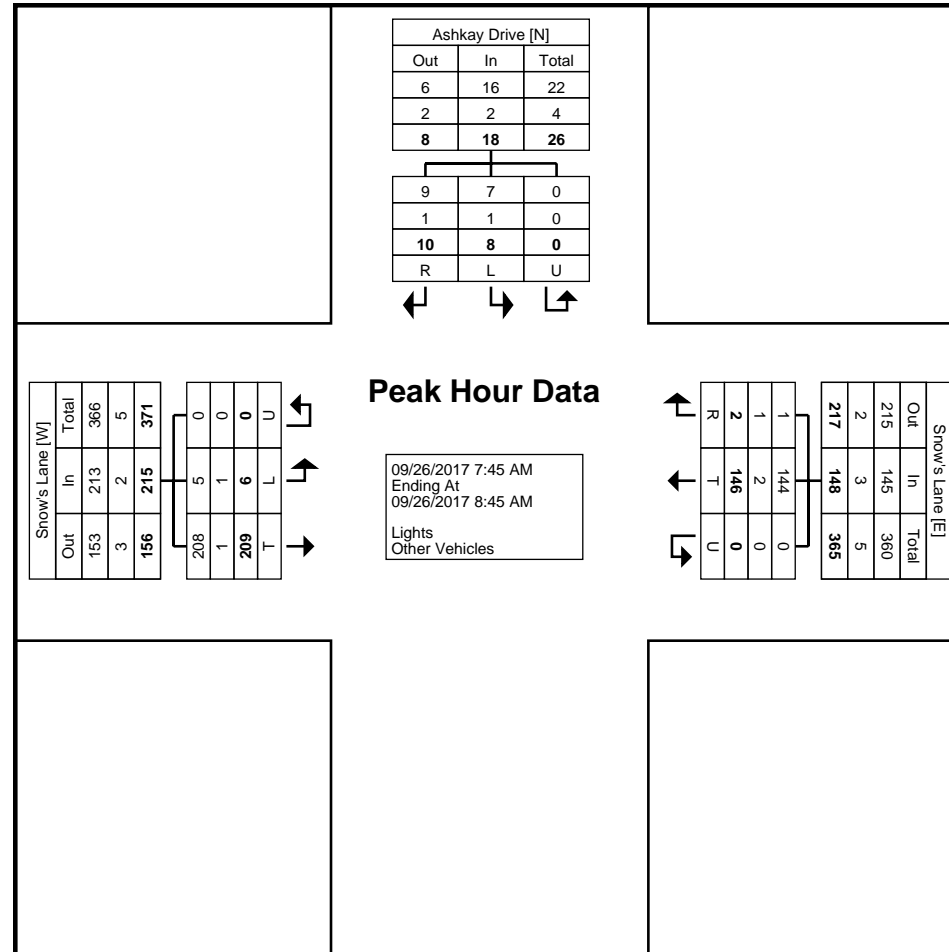 Ashkay Drive [N]
Out In Total
6 16 22
2 2 4
8 18 26
9 7 0
1 1 0
10 8 0
R L U
Peak Hour Data
09/26/2017 7:45 AM
Ending At
09/26/2017 8:45 AM
Lights
Other Vehicles
Snow's Lane [W]
Out In Total
153 213 366
3 2 5
156 215 371
208 5 0
1 1 0
209 6 0
T L U
Snow's Lane [E]
Out In Total
215 145 360
2 3 5
217 148 365
1 144 0
1 2 0
2 146 0
R T U